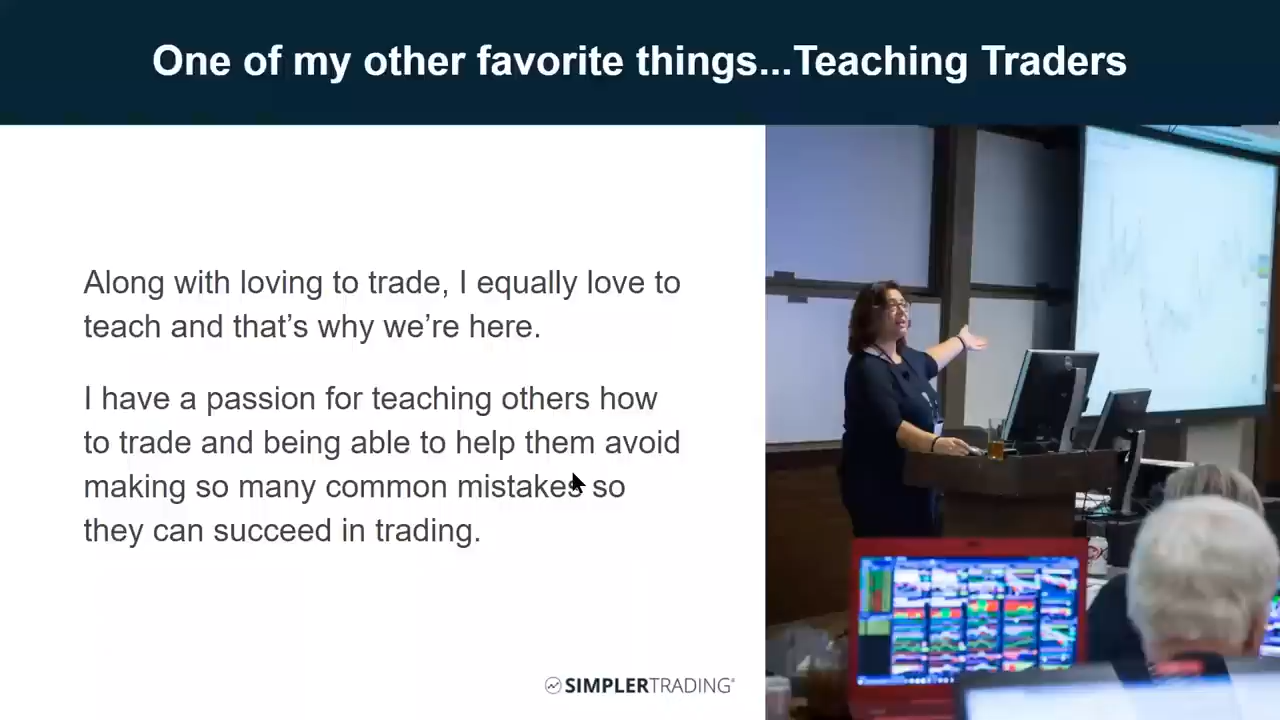 One of my other favorite things...Teaching Traders
Along with loving to trade, I equally love to
teach and that’s why we’re here.
I have a passion for teaching others how
to trade and being able to help them avoid
making so many common mistakes so
they can succeed in trading.
SIMPLERTRADING®